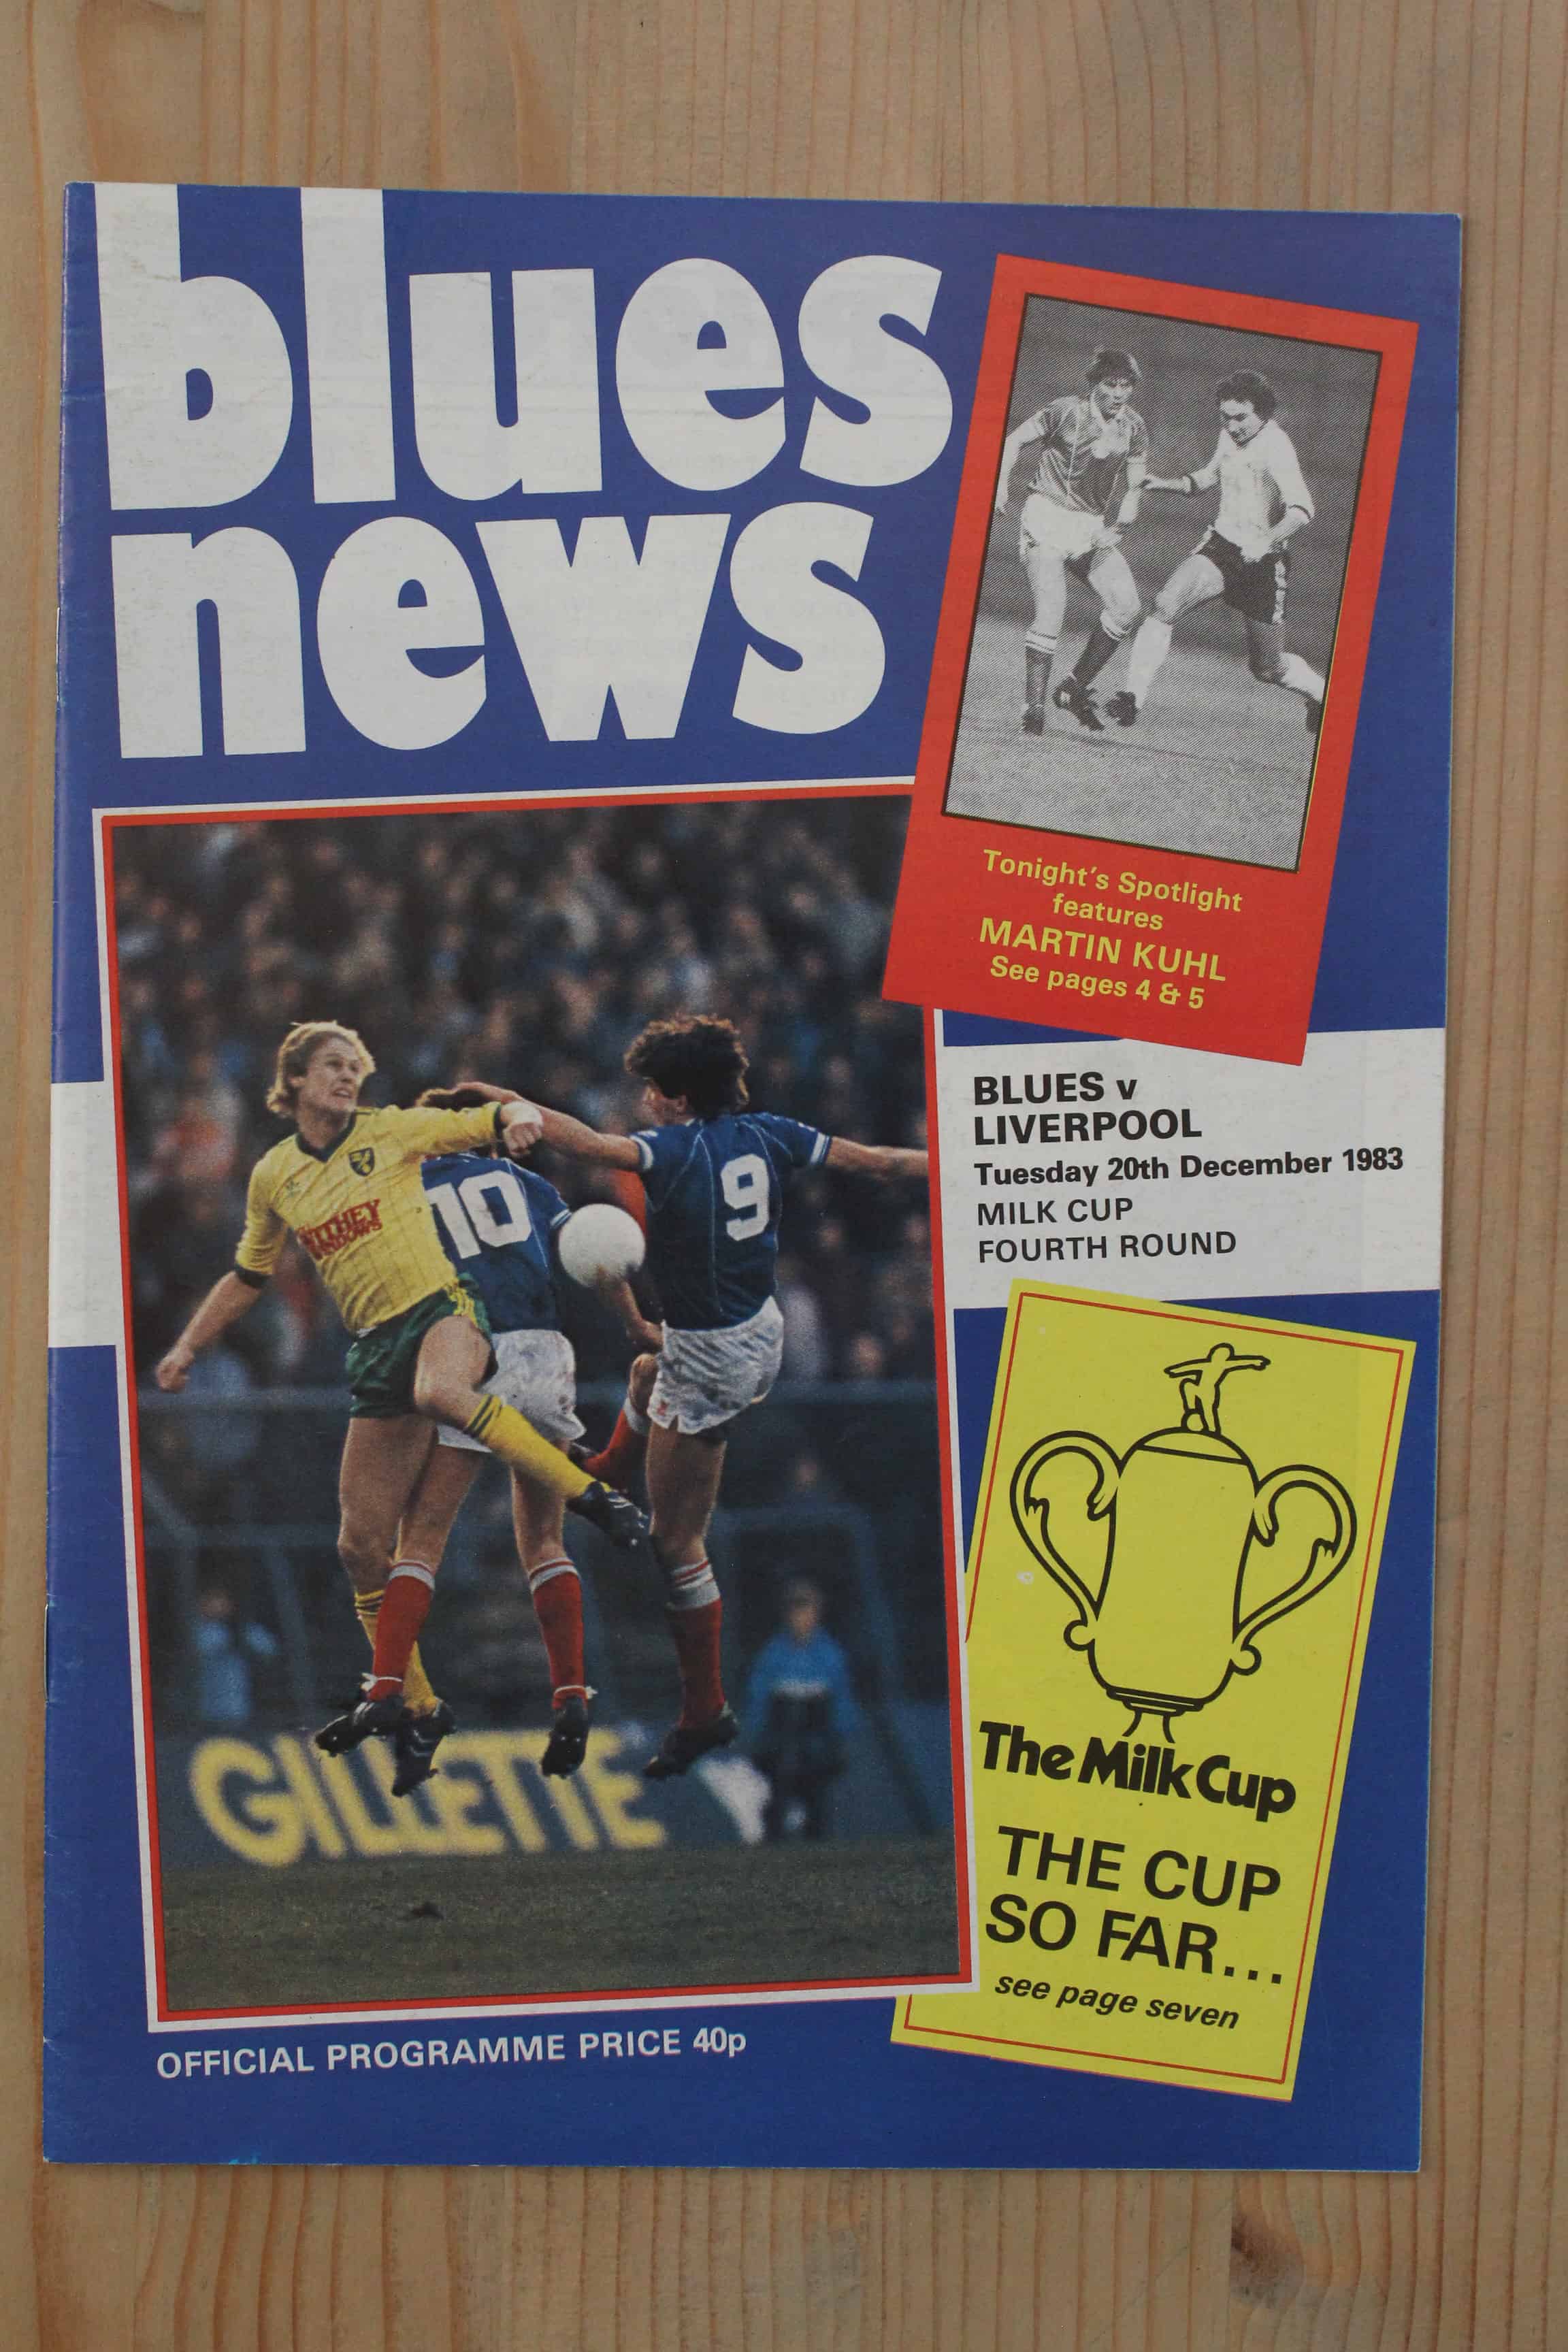 blues
news
Tonight's Spotlight
features
MARTIN KUHL
See pages 4 & 5
BLUES v
LIVERPOOL
Tuesday 20th December 1983
MILK CUP
FOURTH ROUND
10
9
GILLETTE
The Milk Cup
THE CUP
SO FAR...
see page seven
OFFICIAL PROGRAMME PRICE 40p